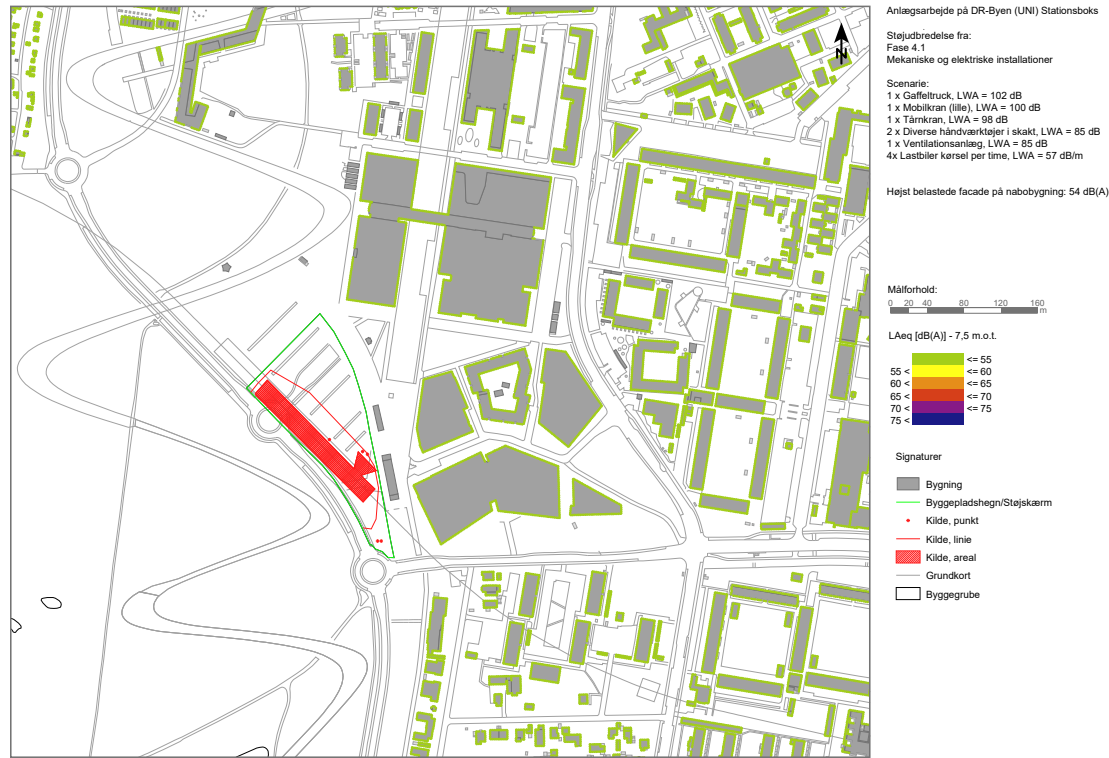 Anlægsarbejde på DR-Byen (UNI) Stationsboks
Støjudbredelse fra:
Fase 4.1
Mekaniske og elektriske installationer
Scenarie:
1 x Gaffeltruck, LWA = 102 dB
1 x Mobilkran (lille), LWA = 100 dB
1 x Tårnkran, LWA = 98 dB
2 x Diverse håndværktøjer i skakt, LWA = 85 dB
1 x Ventilationsanlæg, LWA = 85 dB
4x Lastbiler kørsel per time, LWA = 57 dB/m
Højst belastede facade på nabobygning: 54 dB(A)
N
Målforhold:
0 20 40 80 120 160
m
LAeq [dB(A)] - 7,5 m.o.t.
<= 55
55 < <= 60
60 < <= 65
65 < <= 70
70 < <= 75
75 <
Signaturer
Bygning
Byggepladshegn/Støjskærm
Kilde, punkt
Kilde, linie
Kilde, areal
Grundkort
Byggegrube